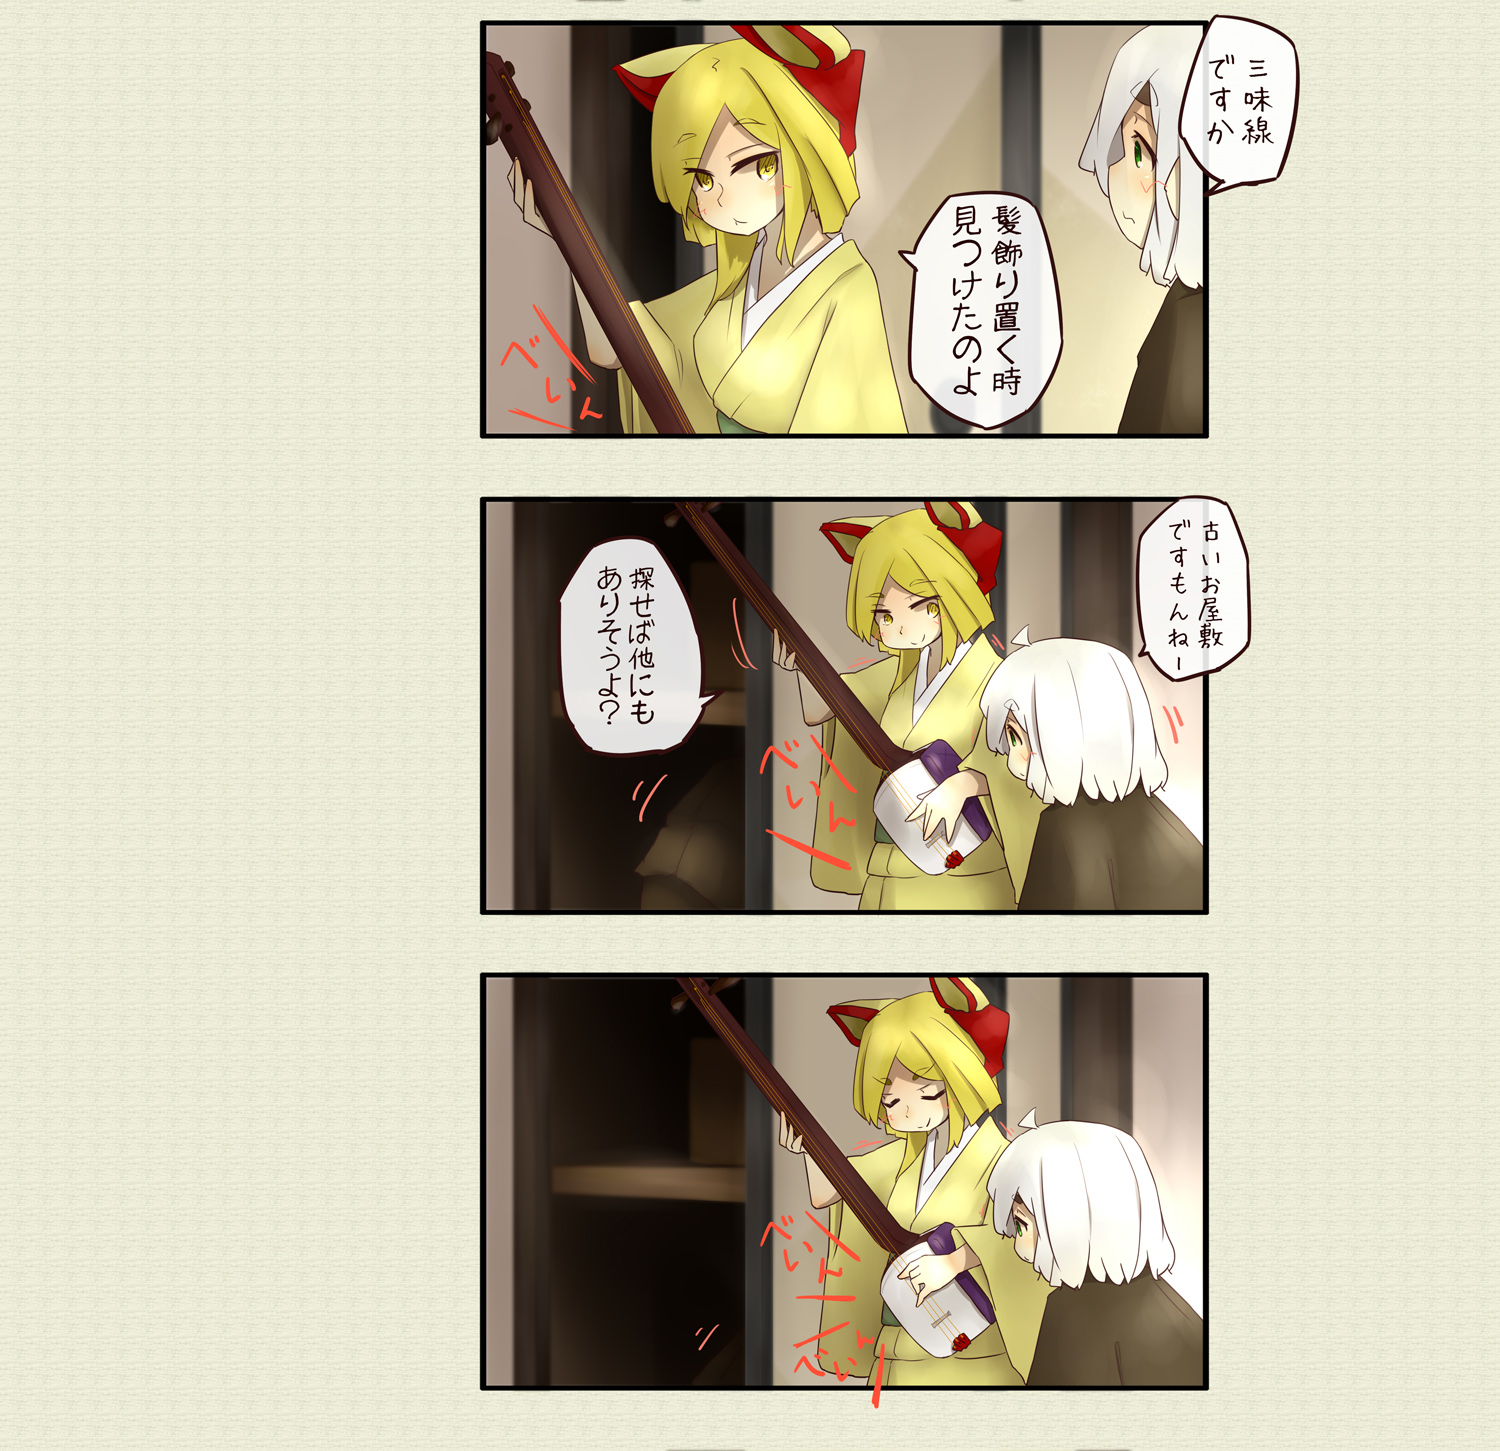 三味線
ですか
髪飾り置く時
見つけたのよ
べいん
古いお屋敷
ですもんねー
探せば他にも
ありそうよ？
べいん
べいん
べいん